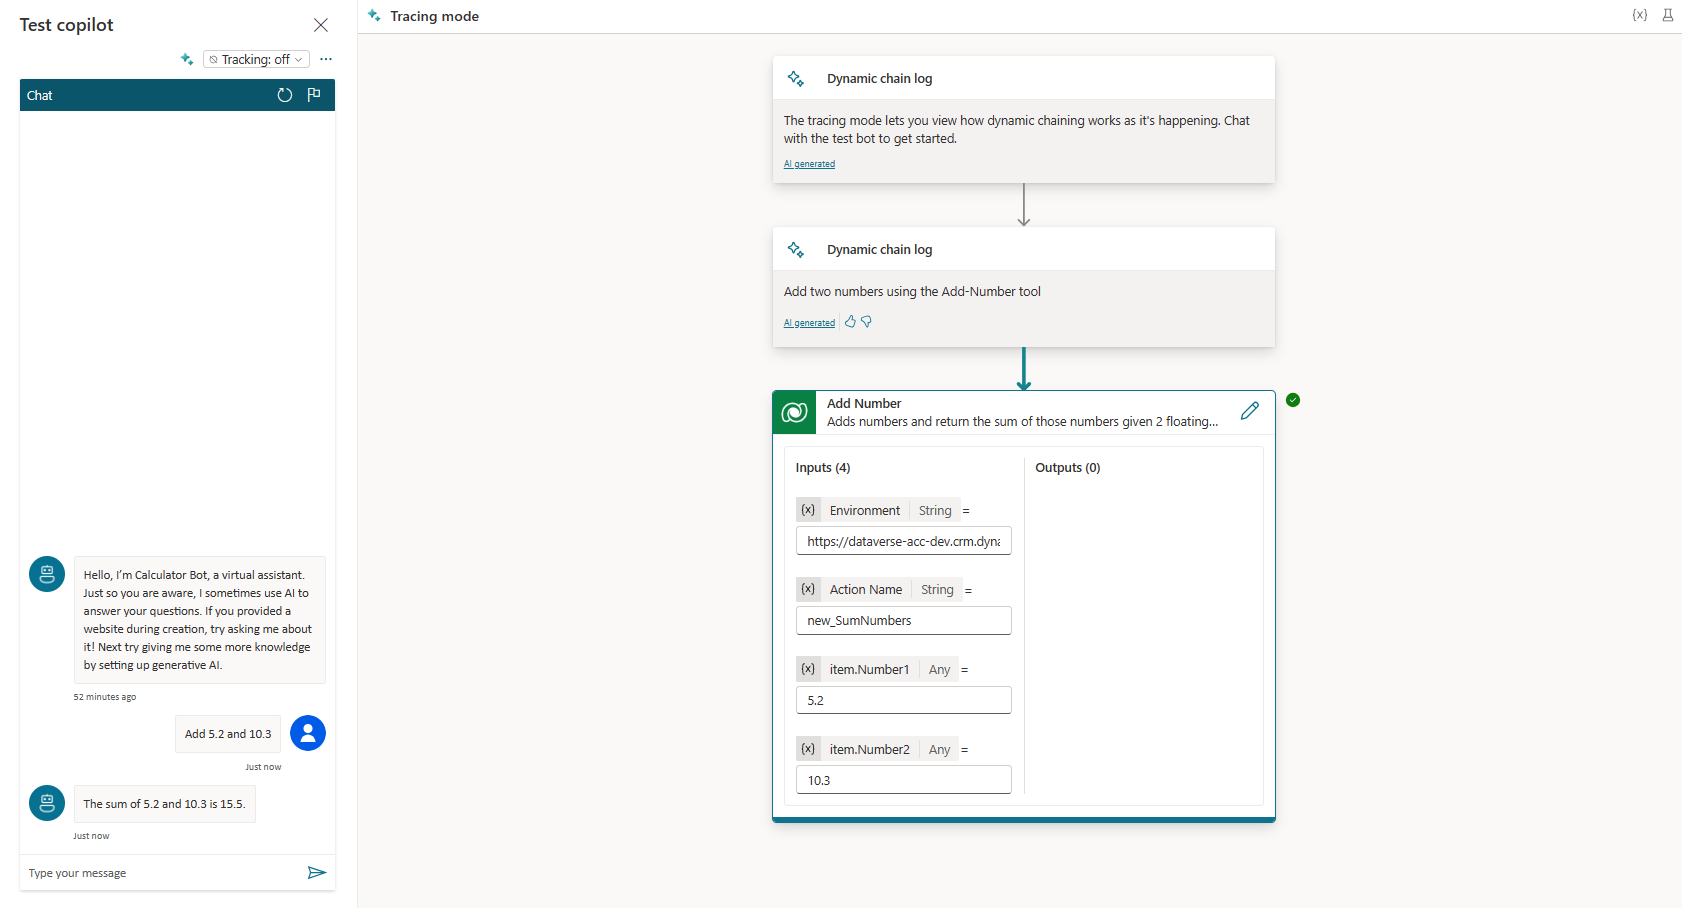 Test copilot
Tracking: off
Chat
Hello, I'm Calculator Bot, a virtual assistant.
Just so you are aware, I sometimes use AI to
answer your questions. If you provided a
website during creation, try asking me about
it! Next try giving me some more knowledge
by setting up generative AI.
52 minutes ago
Add 5.2 and 10.3
Just now
The sum of 5.2 and 10.3 is 15.5.
Just now
Type your message
Tracing mode
{x}
Dynamic chain log
The tracing mode lets you view how dynamic chaining works as it's happening. Chat
with the test bot to get started.
AI generated
Dynamic chain log
Add two numbers using the Add-Number tool
AI generated
Add Number
Adds numbers and return the sum of those numbers given 2 floating...
Inputs (4)
{x} Environment String =
https://dataverse-acc-dev.crm.dyna
{x} Action Name String =
new_SumNumbers
{x} item.Number1 Any =
5.2
{x} item.Number2 Any =
10.3
Outputs (0)